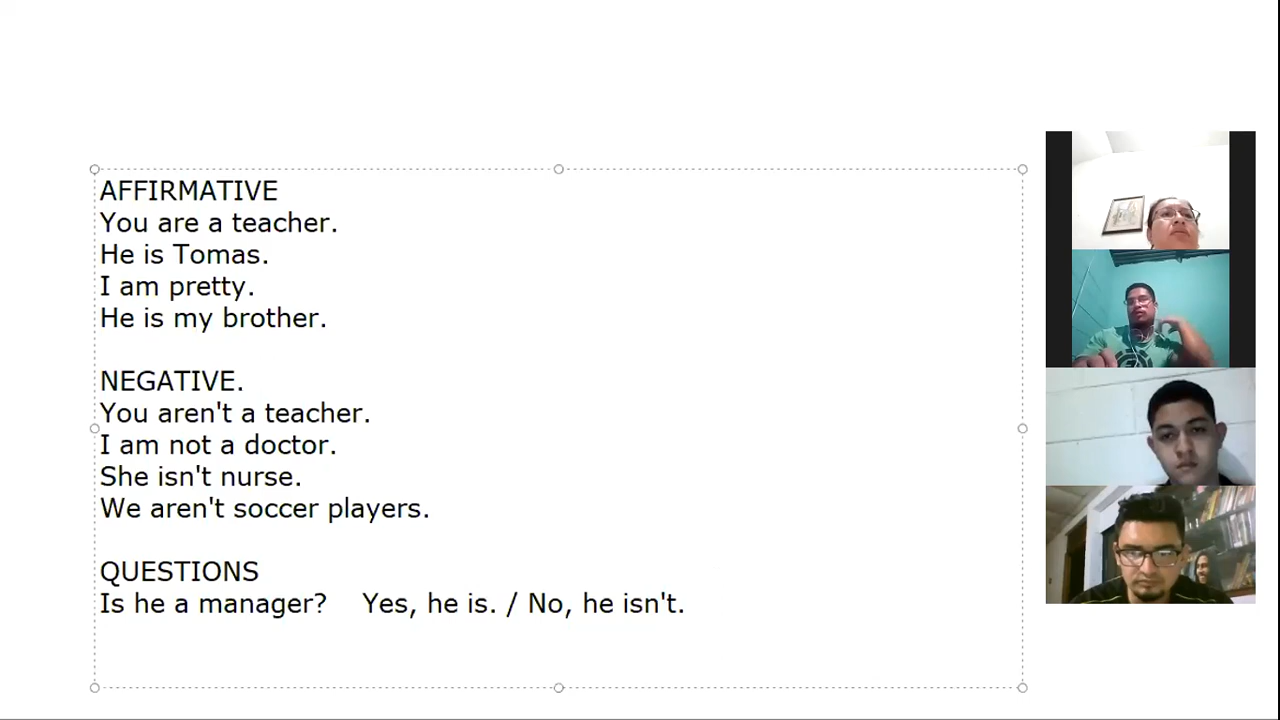 AFFIRMATIVE
You are a teacher.
He is Tomas.
I am pretty.
He is my brother.
NEGATIVE.
You aren't a teacher.
I am not a doctor.
She isn't nurse.
We aren't soccer players.
QUESTIONS
Is he a manager? Yes, he is. / No, he isn't.